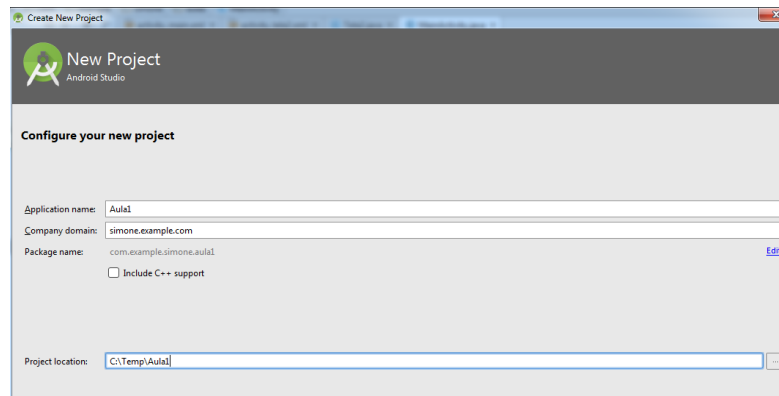 Create New Project
New Project
Android Studio
Configure your new project
Application name: Aula1
Company domain: simone.example.com
Package name: com.example.simone.aula1
Edi
Include C++ support
Project location: C:\Temp\Aula1
...